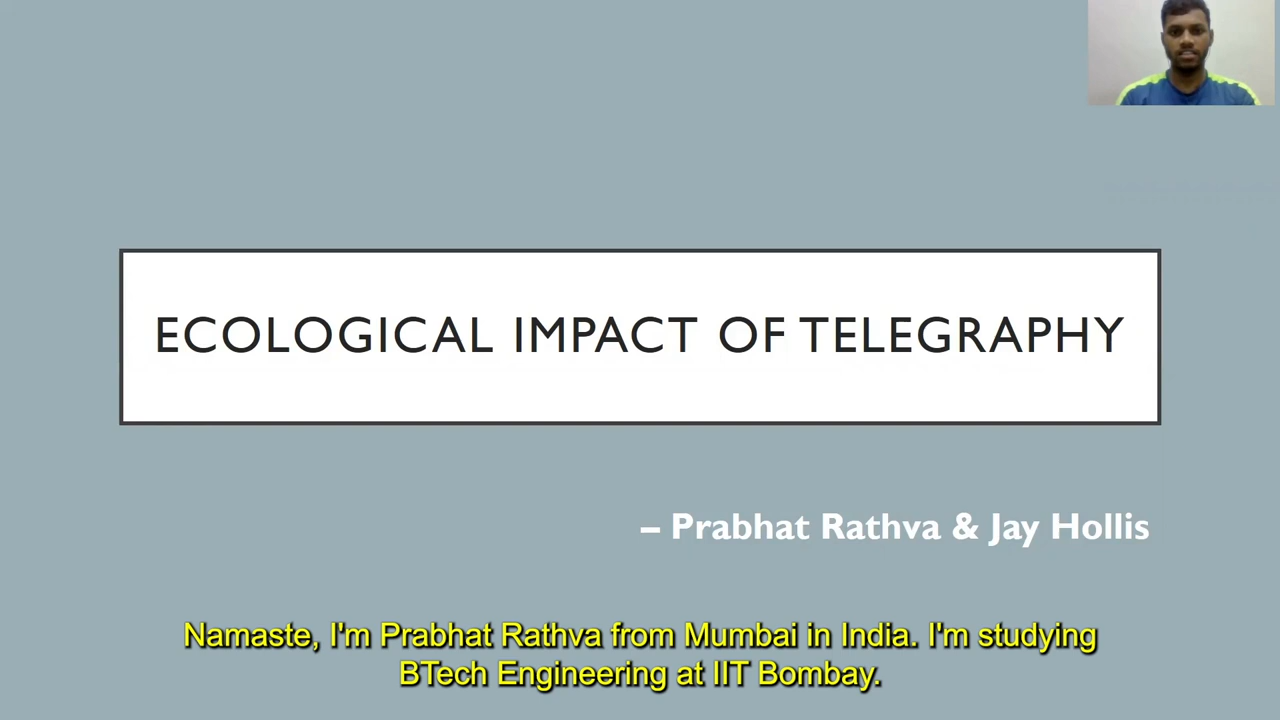 ECOLOGICAL IMPACT OF TELEGRAPHY
– Prabhat Rathva & Jay Hollis
Namaste, I'm Prabhat Rathva from Mumbai in India. I'm studying
BTech Engineering at IIT Bombay.